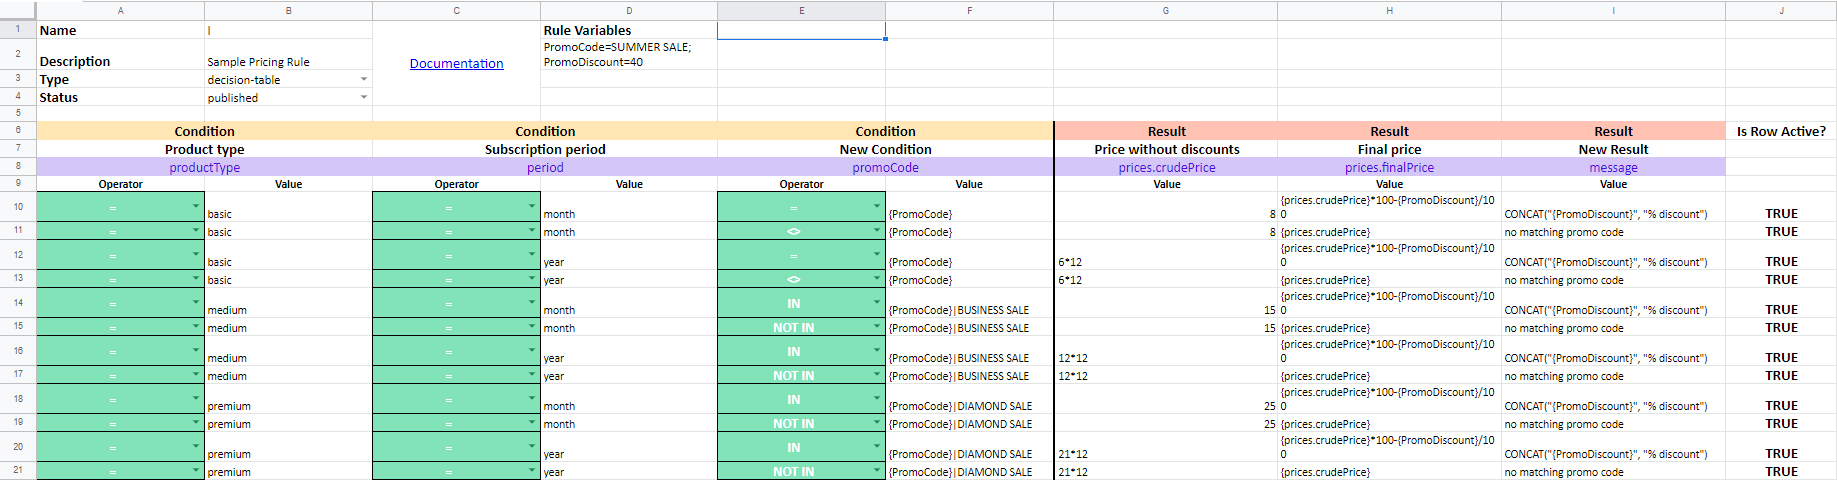 A B C D E F G H I J
1 Name I Rule Variables
2 Description Sample Pricing Rule Documentation PromoCode=SUMMER SALE;
PromoDiscount=40
3 Type decision-table
4 Status published
5
6 Condition Condition Condition Result Result Result Is Row Active?
7 Product type Subscription period New Condition Price without discounts Final price New Result
8 productType period promoCode prices.crudePrice prices.finalPrice message
9 Operator Value Operator Value Operator Value Value Value Value
10 = basic = month = {PromoCode} 8 {prices.crudePrice}*100-{PromoDiscount}/10
0 CONCAT("{PromoDiscount}", "% discount") TRUE
11 = basic = month <> {PromoCode} 8 {prices.crudePrice} no matching promo code TRUE
12 = basic = year = {PromoCode} 6*12 {prices.crudePrice}*100-{PromoDiscount}/10
0 CONCAT("{PromoDiscount}", "% discount") TRUE
13 = basic = year <> {PromoCode} 6*12 {prices.crudePrice} no matching promo code TRUE
14 = medium = month IN {PromoCode}|BUSINESS SALE 15 {prices.crudePrice}*100-{PromoDiscount}/10
0 CONCAT("{PromoDiscount}", "% discount") TRUE
15 = medium = month NOT IN {PromoCode}|BUSINESS SALE 15 {prices.crudePrice} no matching promo code TRUE
16 = medium = year IN {PromoCode}|BUSINESS SALE 12*12 {prices.crudePrice}*100-{PromoDiscount}/10
0 CONCAT("{PromoDiscount}", "% discount") TRUE
17 = medium = year NOT IN {PromoCode}|BUSINESS SALE 12*12 {prices.crudePrice} no matching promo code TRUE
18 = premium = month IN {PromoCode}|DIAMOND SALE 25 {prices.crudePrice}*100-{PromoDiscount}/10
0 CONCAT("{PromoDiscount}", "% discount") TRUE
19 = premium = month NOT IN {PromoCode}|DIAMOND SALE 25 {prices.crudePrice} no matching promo code TRUE
20 = premium = year IN {PromoCode}|DIAMOND SALE 21*12 {prices.crudePrice}*100-{PromoDiscount}/10
0 CONCAT("{PromoDiscount}", "% discount") TRUE
21 = premium = year NOT IN {PromoCode}|DIAMOND SALE 21*12 {prices.crudePrice} no matching promo code TRUE